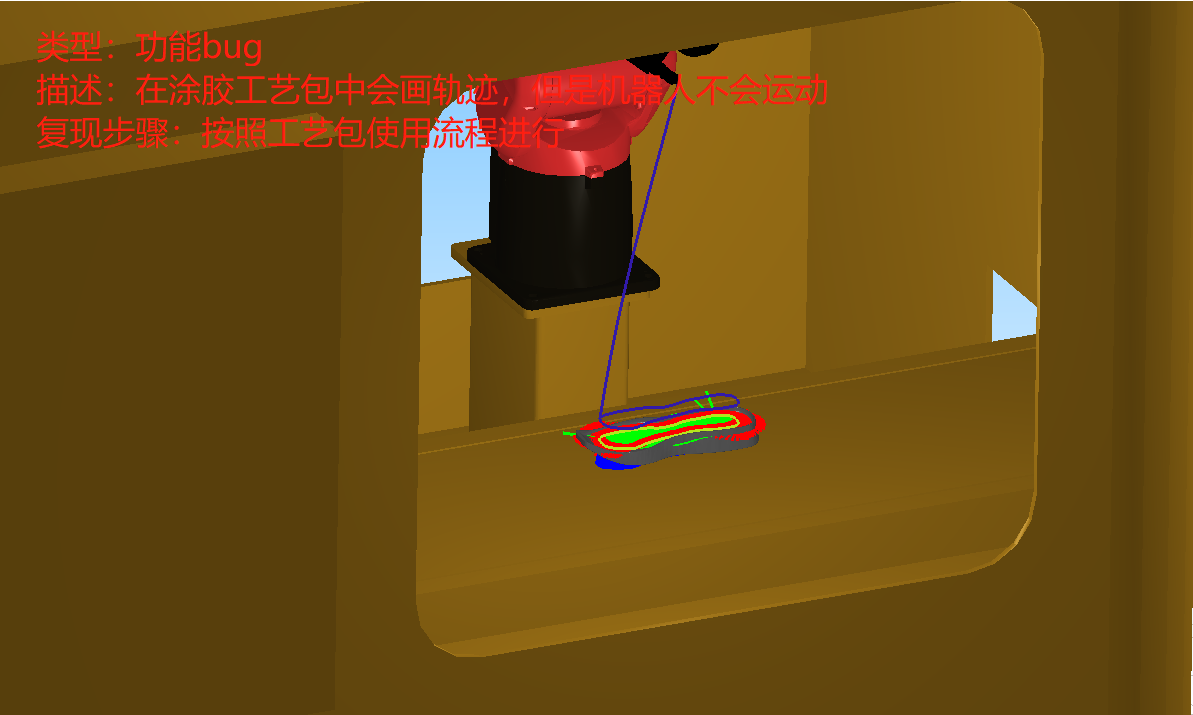 类型：功能bug
描述：在涂胶工艺包中会画轨迹，但是机器人不会运动
复现步骤：按照工艺包使用流程进行